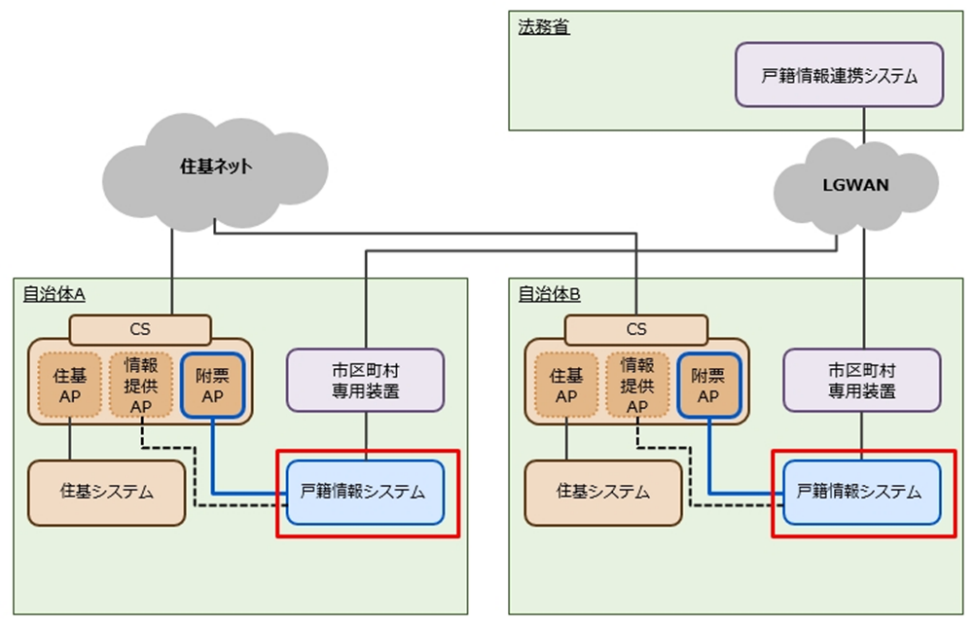 法務省
戸籍情報連携システム
住基ネット
LGWAN
自治体A
CS
住基
AP
情報
提供
AP
附票
AP
市区町村
専用装置
住基システム
戸籍情報システム
自治体B
CS
住基
AP
情報
提供
AP
附票
AP
市区町村
専用装置
住基システム
戸籍情報システム